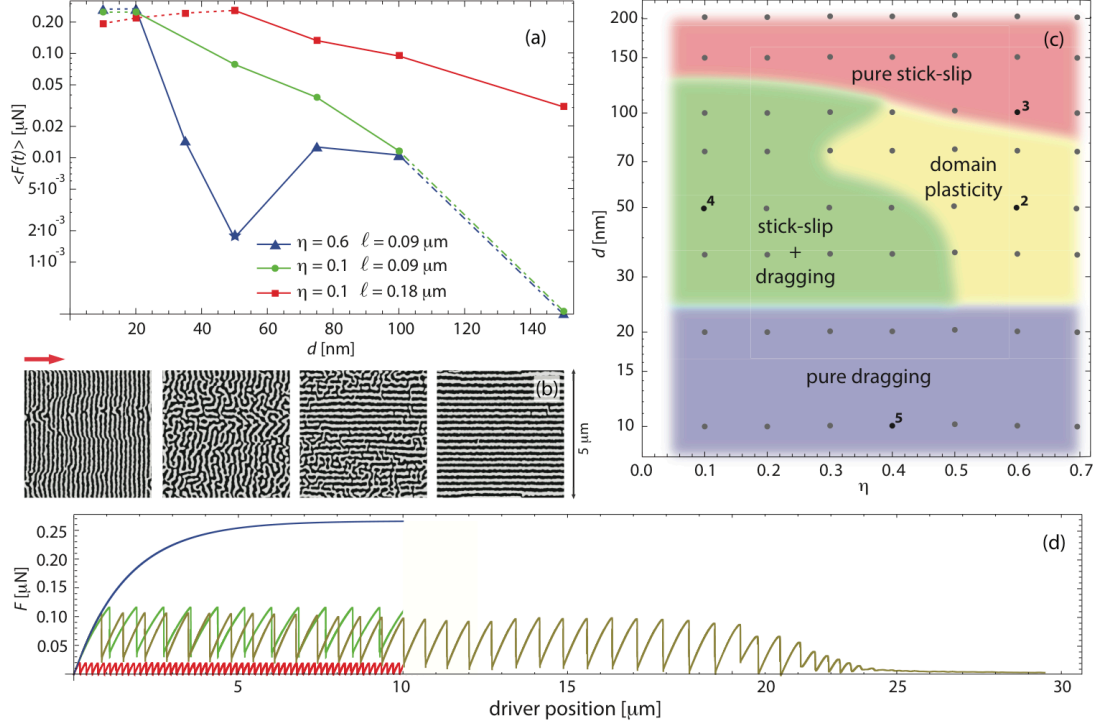 (a)
<F(t)> [μN]
0.20
0.10
0.05
0.02
0.01
5·10⁻³
2·10⁻³
1·10⁻³
η = 0.6 ℓ = 0.09 μm
η = 0.1 ℓ = 0.09 μm
η = 0.1 ℓ = 0.18 μm
20 40 60 80 100 120 140
d [nm]
(b)
5 μm
(c)
d [nm]
200
150
100
70
50
30
20
15
10
pure stick-slip
3
domain
plasticity
4
2
stick-slip
+
dragging
pure dragging
5
0.0 0.1 0.2 0.3 0.4 0.5 0.6 0.7
η
(d)
F [μN]
0.25
0.20
0.15
0.10
0.05
5 10 15 20 25 30
driver position [μm]